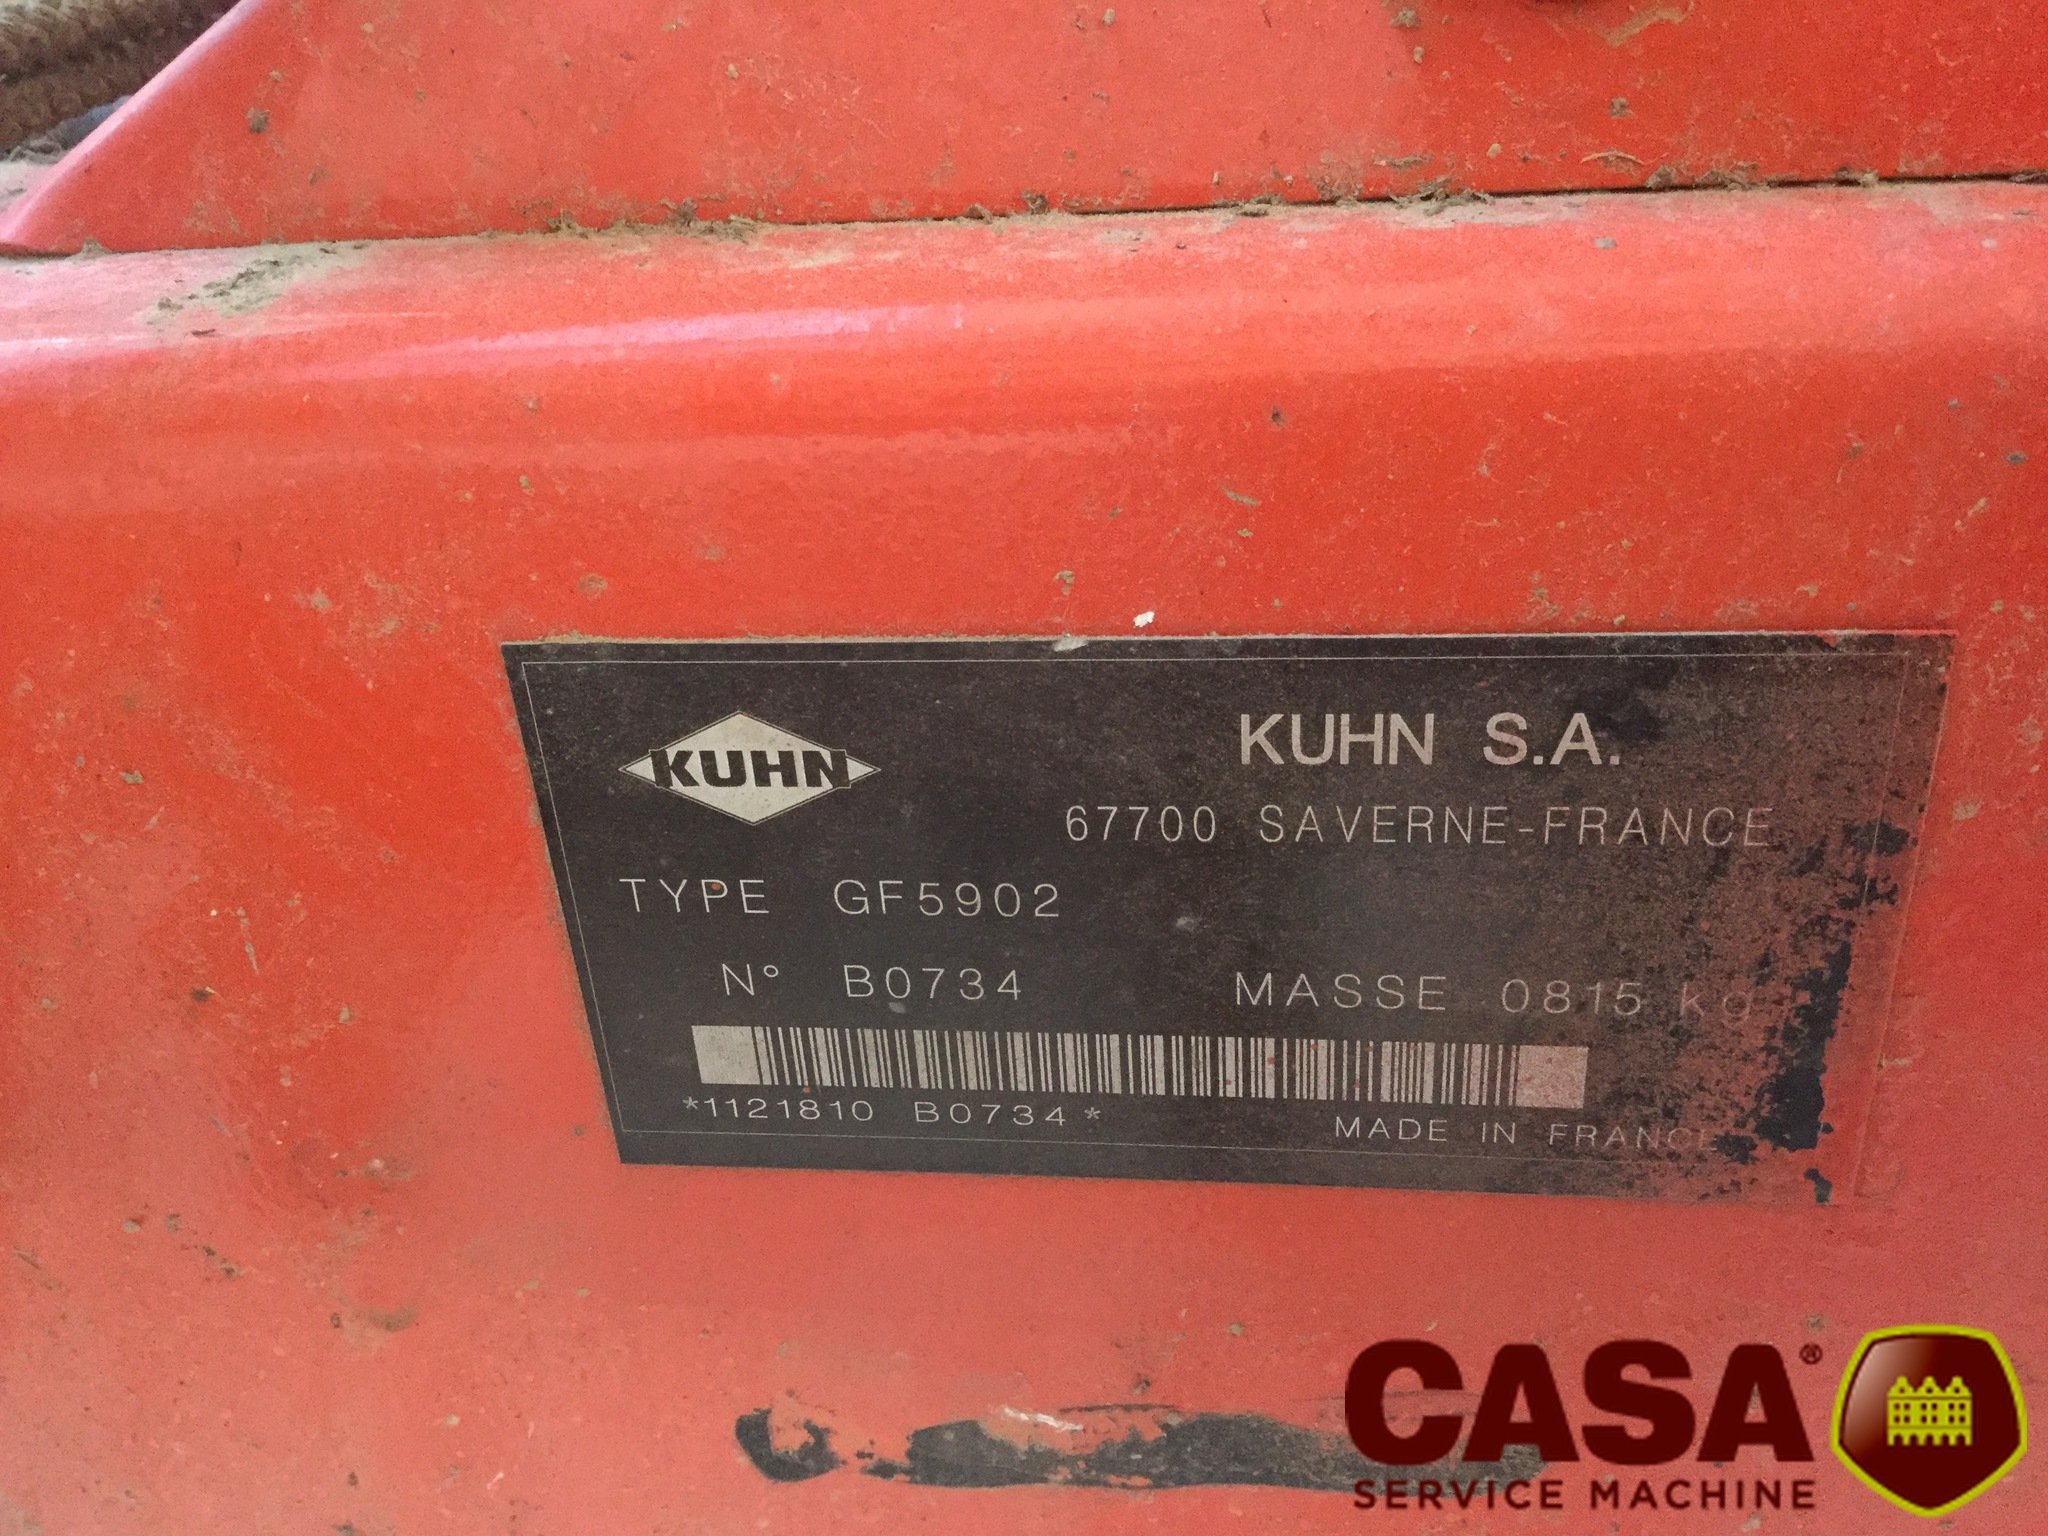 KUHN
KUHN S.A.
67700 SAVERNE-FRANCE
TYPE GF5902
N° B0734 MASSE 0815 kg
*1121810 B0734*
MADE IN FRANCE
CASA®
SERVICE MACHINE